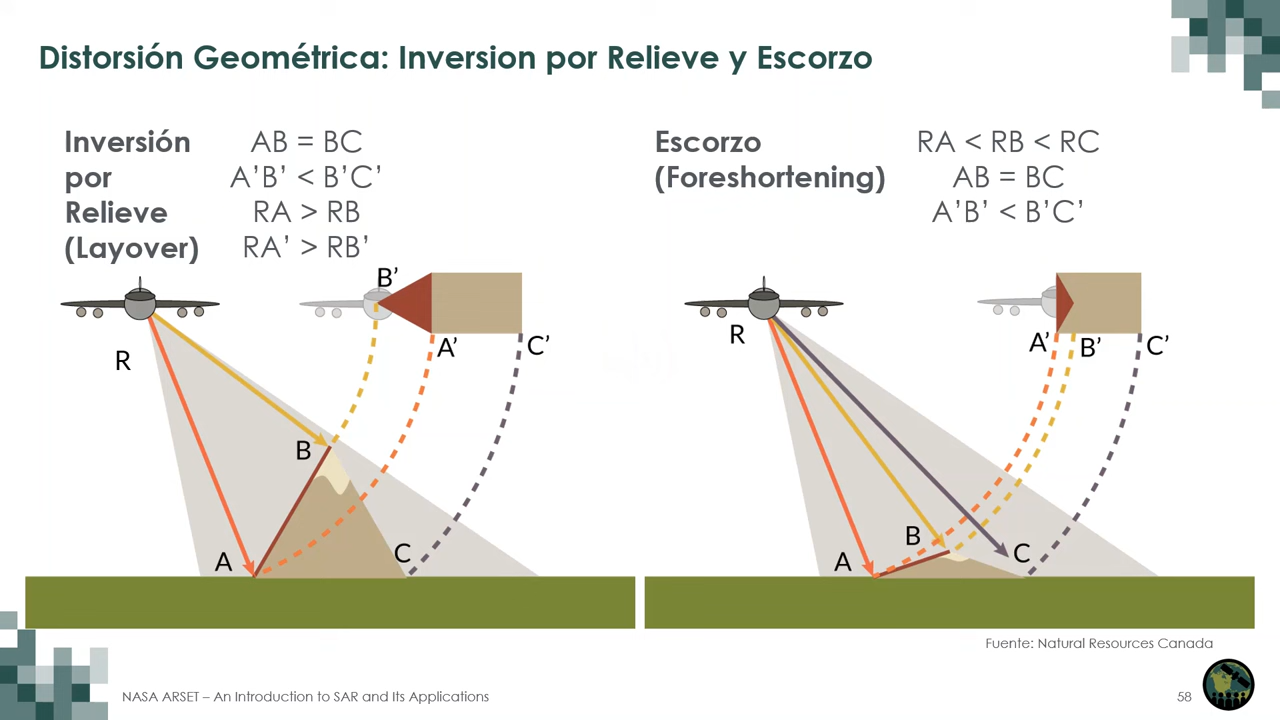 Distorsión Geométrica: Inversion por Relieve y Escorzo
Inversión
por
Relieve
(Layover)
AB = BC
A’B’ < B’C’
RA > RB
RA’ > RB’
B’
A’
C’
R
B
A
C
Escorzo
(Foreshortening)
RA < RB < RC
AB = BC
A’B’ < B’C’
R
A’
B’
C’
B
A
C
Fuente: Natural Resources Canada
NASA ARSET – An Introduction to SAR and Its Applications
58